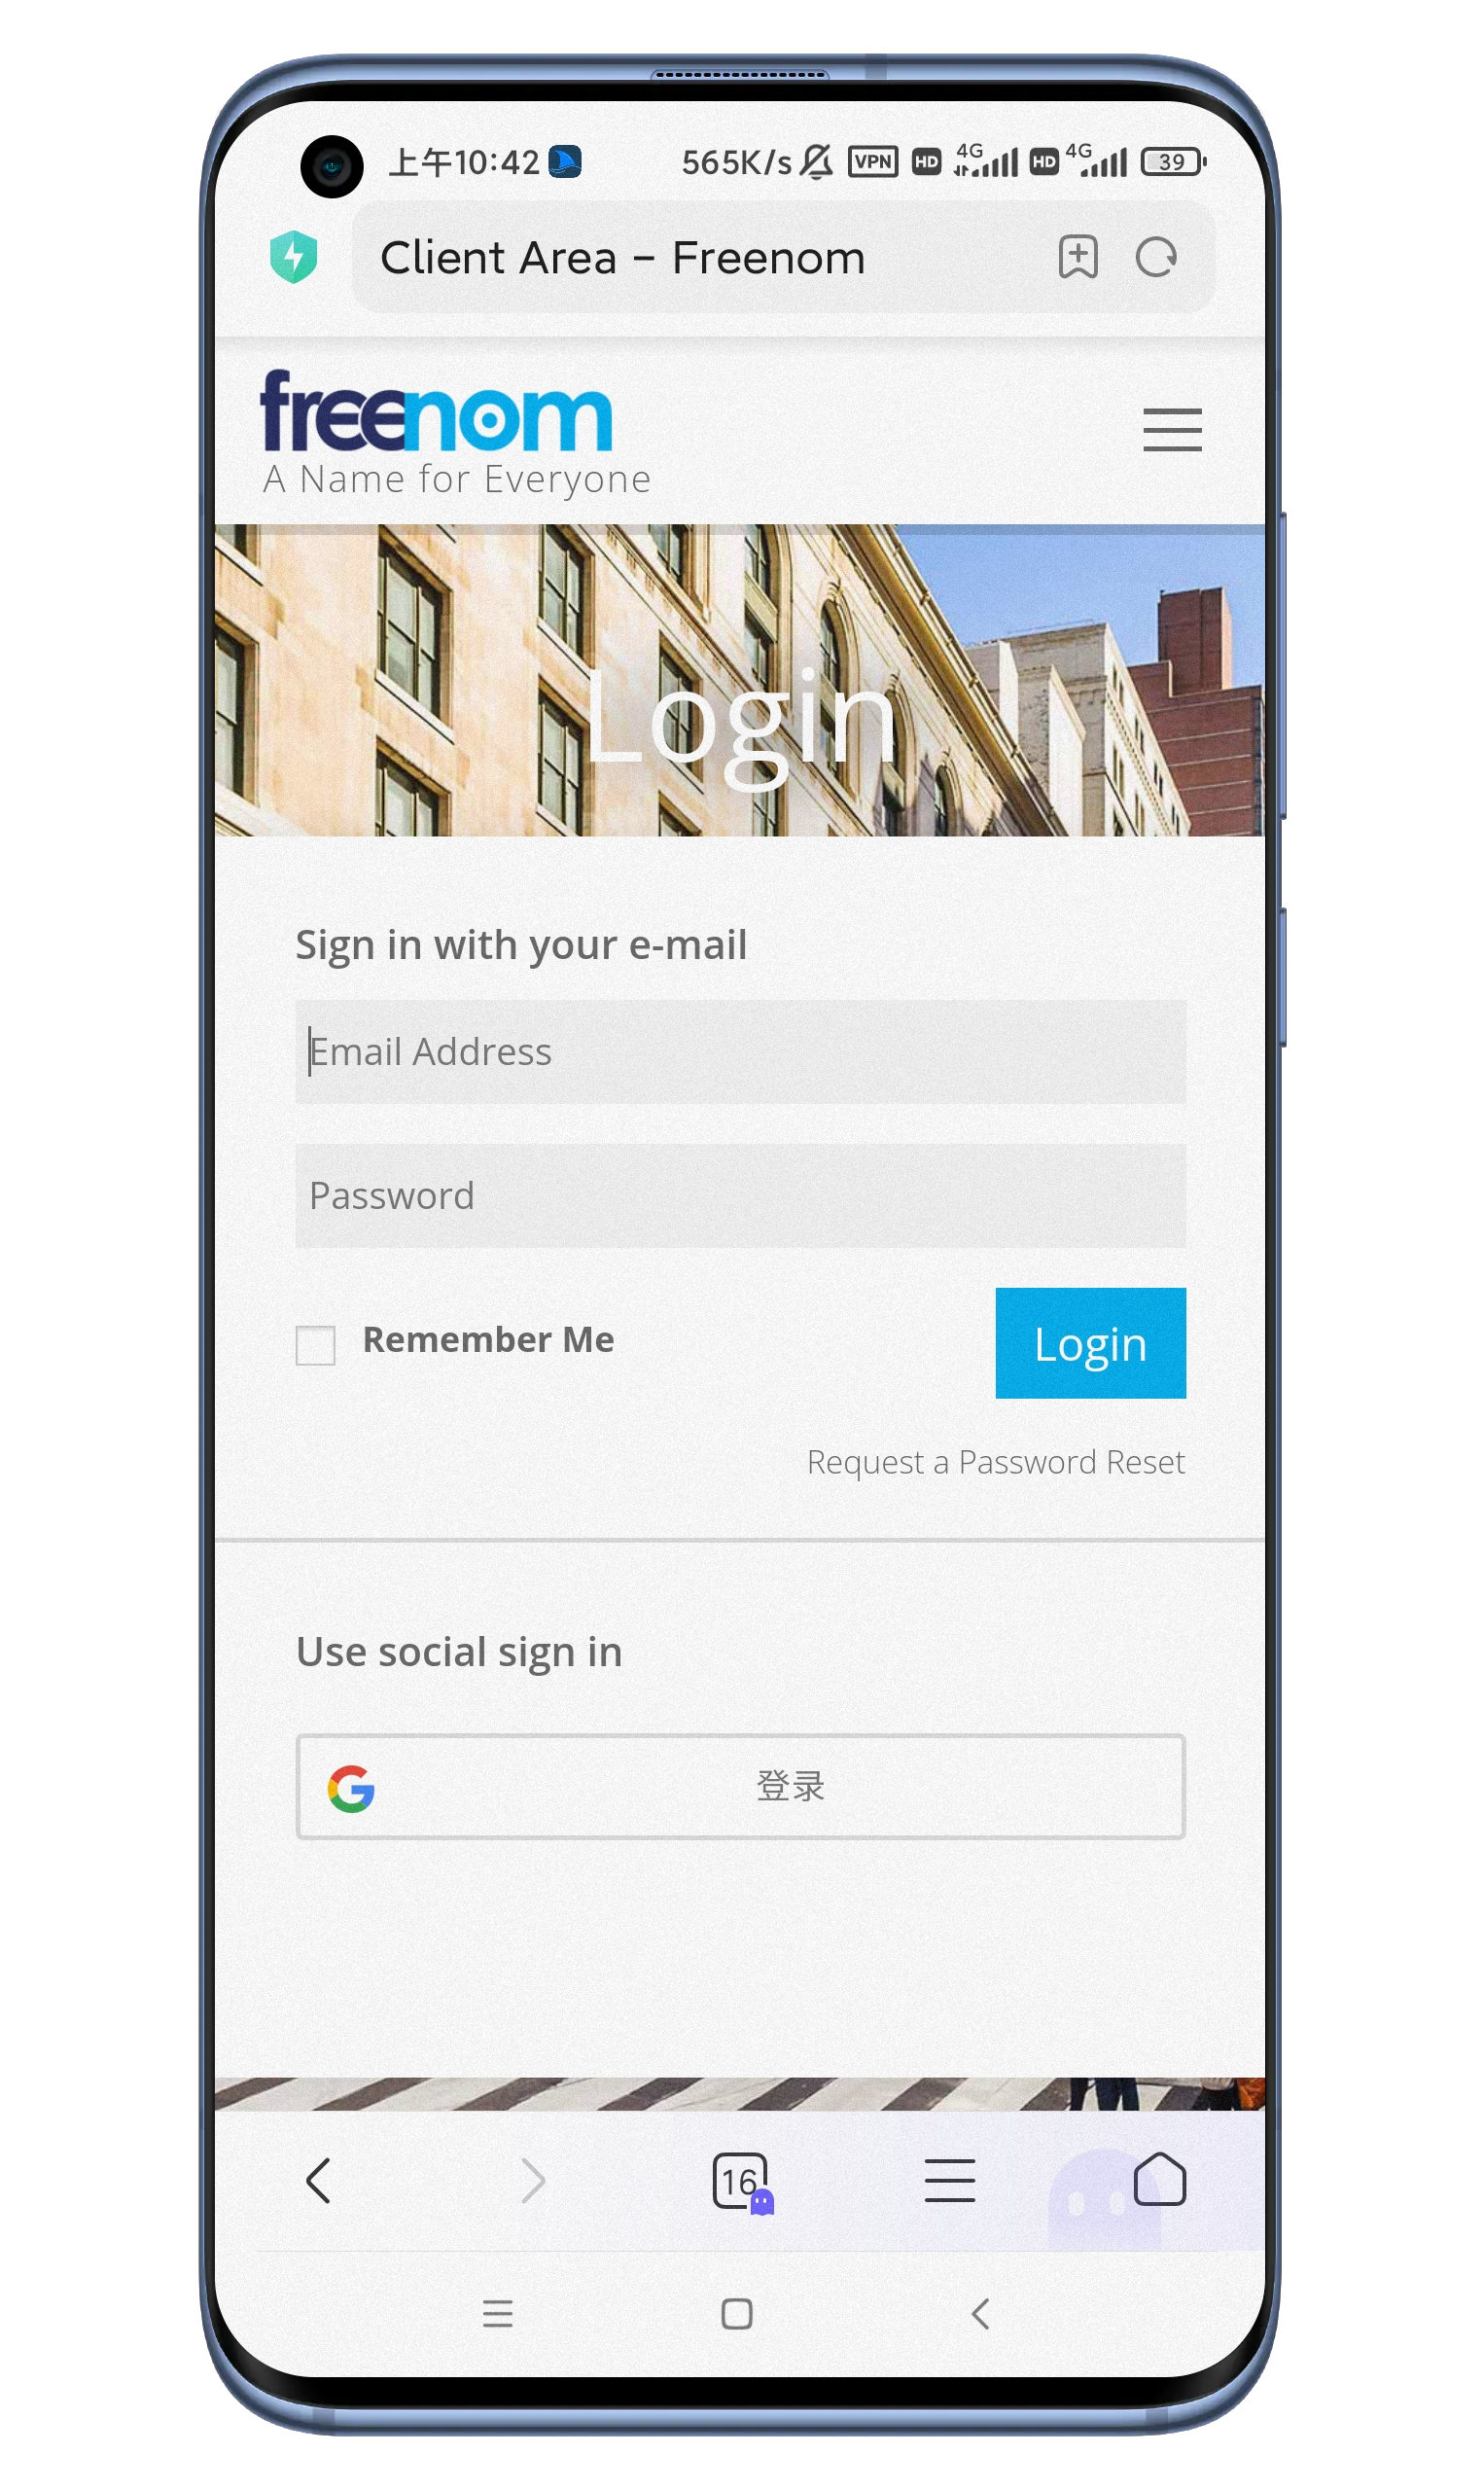 上午10:42 565K/s VPN HD 4G HD 4G 39
Client Area – Freenom
freenom
A Name for Everyone
Login
Sign in with your e-mail
Email Address
Password
Remember Me
Login
Request a Password Reset
Use social sign in
登录
16